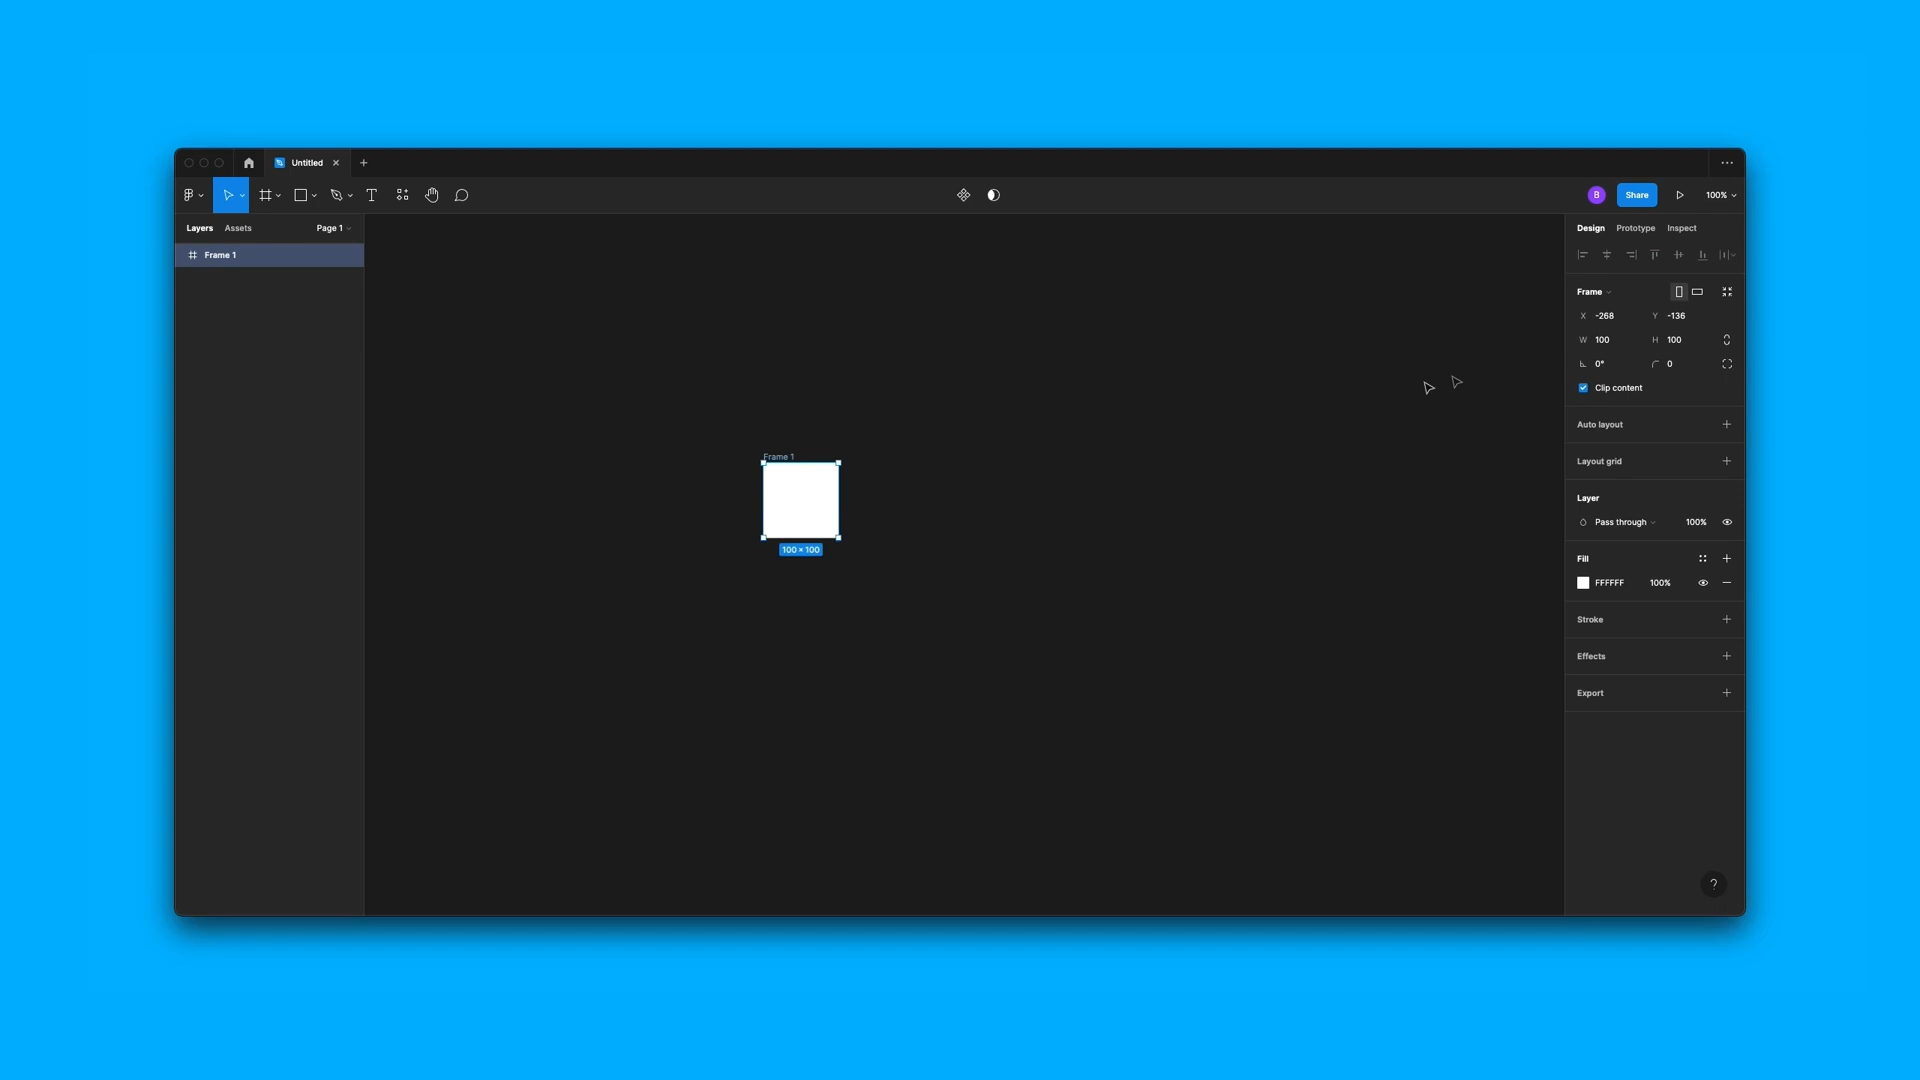 Untitled
B
Share
100%
Layers
Assets
Page 1
Design
Prototype
Inspect
Frame 1
Frame
X -268
Y -136
W 100
H 100
0°
0
Clip content
Auto layout
Frame 1
Layout grid
Layer
Pass through
100%
100 × 100
Fill
FFFFFF
100%
Stroke
Effects
Export
?